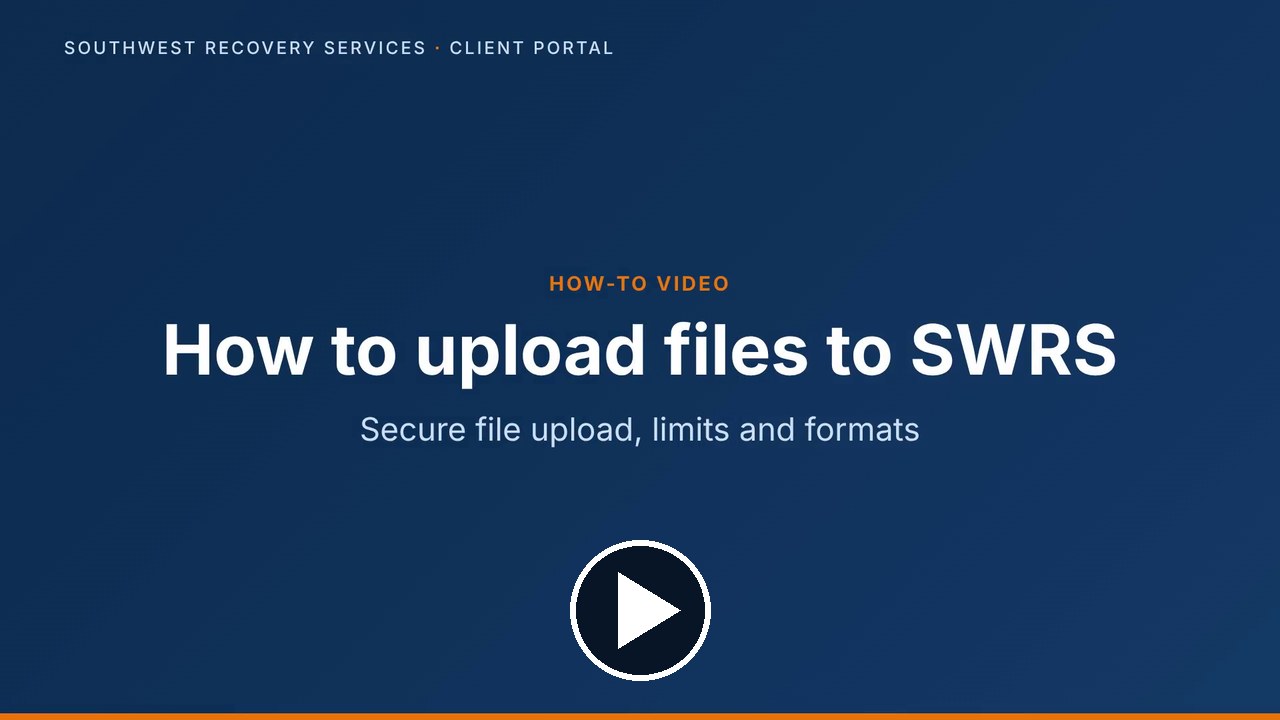 SOUTHWEST RECOVERY SERVICES · CLIENT PORTAL
HOW-TO VIDEO
How to upload files to SWRS
Secure file upload, limits and formats